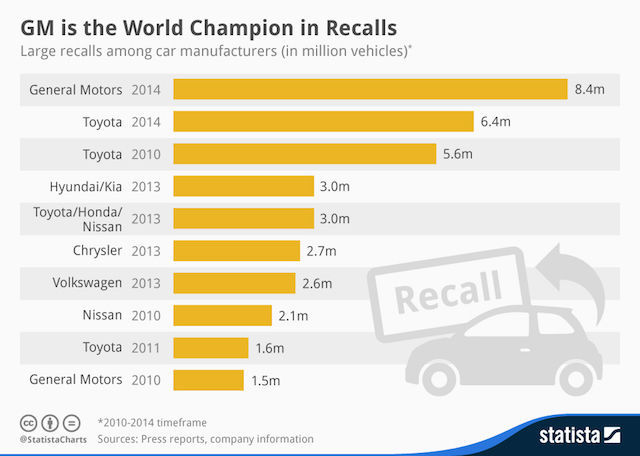 GM is the World Champion in Recalls
Large recalls among car manufacturers (in million vehicles)*
General Motors 2014 8.4m
Toyota 2014 6.4m
Toyota 2010 5.6m
Hyundai/Kia 2013 3.0m
Toyota/Honda/
Nissan 2013 3.0m
Chrysler 2013 2.7m
Volkswagen 2013 2.6m
Nissan 2010 2.1m
Toyota 2011 1.6m
General Motors 2010 1.5m
Recall
cc
*2010-2014 timeframe
@StatistaCharts Sources: Press reports, company information
statista